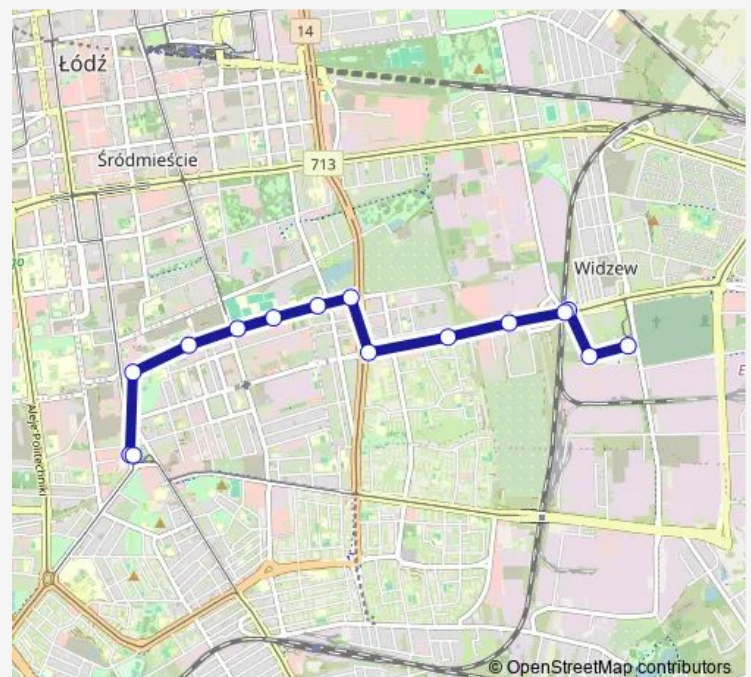 14
Łódź
Śródmieście
713
Widzew
Aleje Politechniki
© OpenStreetMap contributors